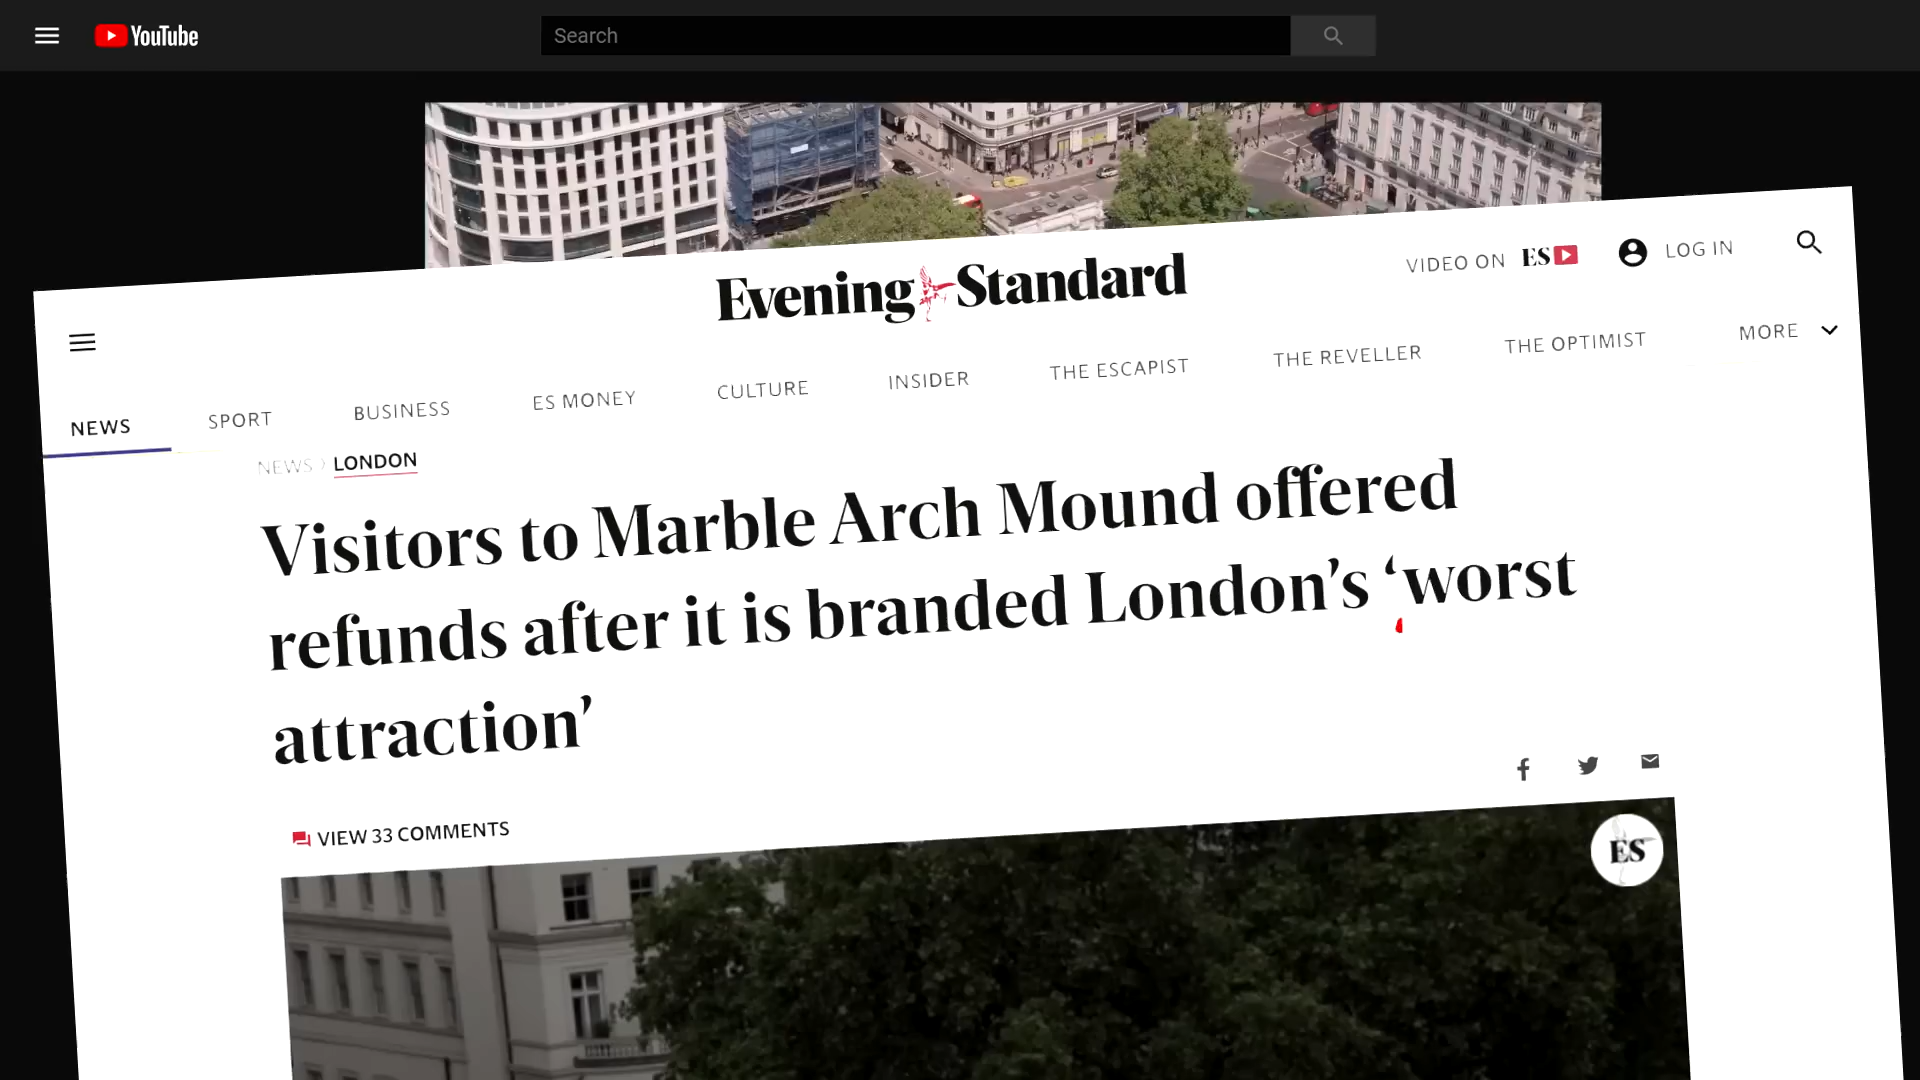 YouTube
Search
Evening Standard
VIDEO ON ES
LOG IN
NEWS
SPORT
BUSINESS
ES MONEY
CULTURE
INSIDER
THE ESCAPIST
THE REVELLER
THE OPTIMIST
MORE
NEWS › LONDON
Visitors to Marble Arch Mound offered
refunds after it is branded London’s ‘worst
attraction’
VIEW 33 COMMENTS
ES